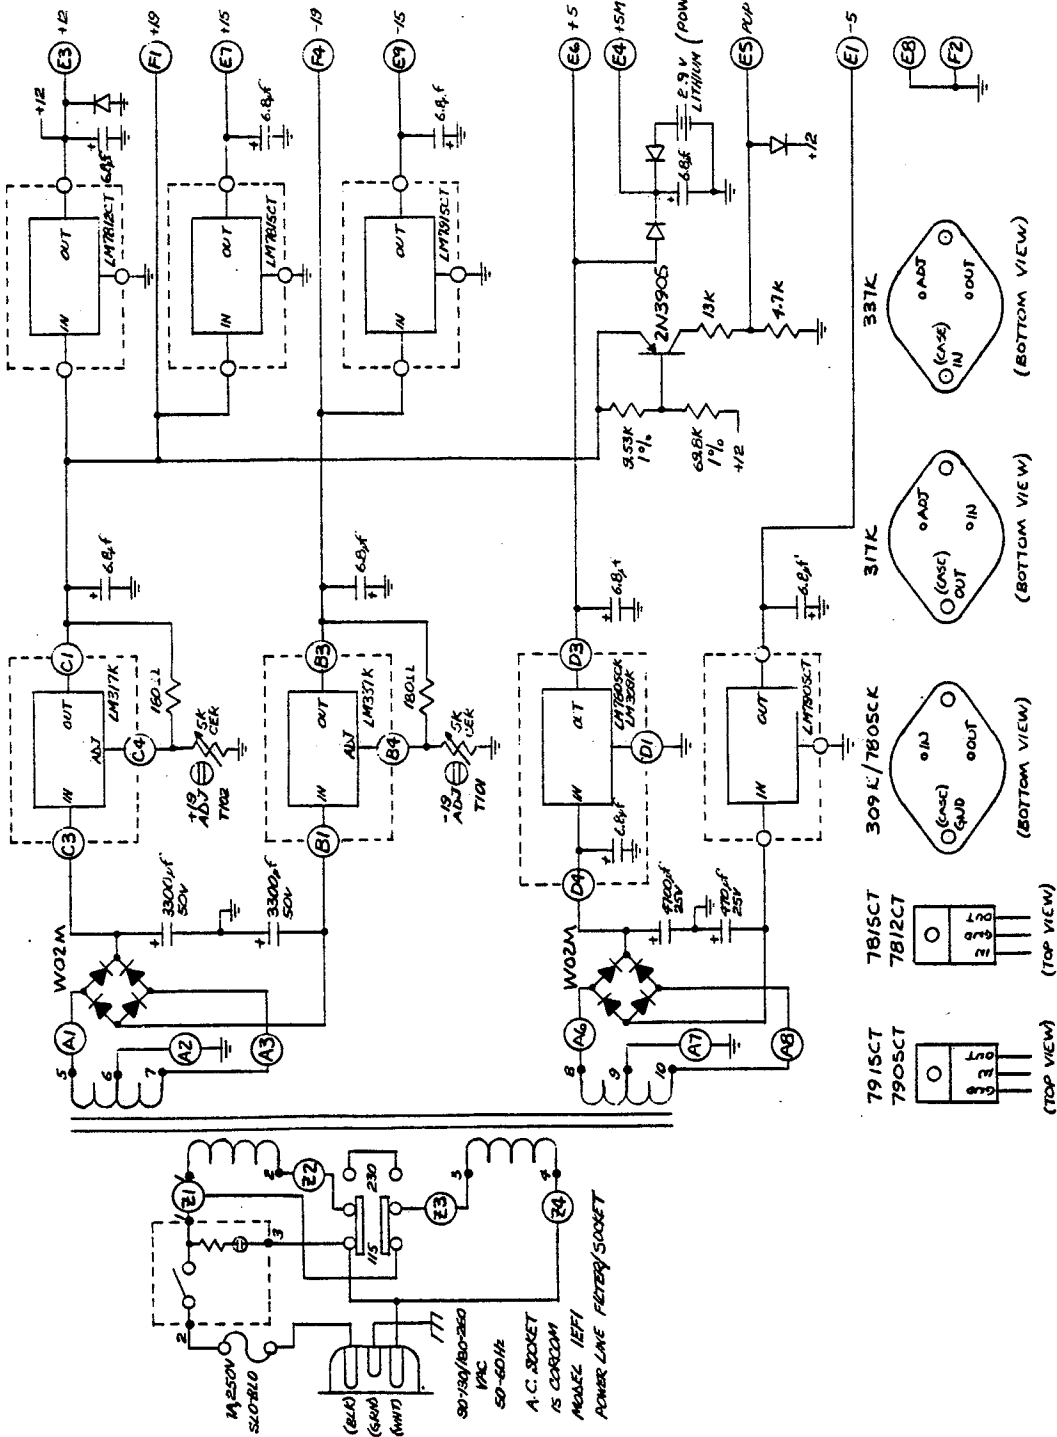 E3 +12
F1 +19
E7 +15
F4 -19
E9 -15
E6 +5
E4 +5M
E5 PUP
E1 -5
E8
F2
+12
6.8µf
LM7812CT
IN
OUT
6.8µf
LM7815CT
IN
OUT
6.8µf
LM7915CT
IN
OUT
2.9V
LITHIUM
6.8µf
+12
2N3905
13K
4.7K
1%
1%
+12
6.8µf
6.8µf
6.8µf
6.8µf
C1
C3
C4
LM317K
IN
OUT
ADJ
180Ω
5K
CER
+19
ADJ
T102
B3
B1
B4
LM337K
IN
OUT
ADJ
180Ω
5K
CER
-19
ADJ
T101
D3
D4
D1
LM7805CK
LM309K
IN
OUT
6.8µf
LM7905CT
IN
OUT
3300µf
50V
3300µf
50V
4700µf
25V
470µf
25V
W02M
W02M
A1
A2
A3
5
6
7
A6
A7
A8
8
9
10
Z1
Z2
Z3
Z4
1
2
3
4
2
3
115
230
1A, 250V
SLO-BLO
(BLK)
(GRN)
(WHT)
90-130/180-260
VAC
50-60Hz
A.C. SOCKET
IS CORCOM
MODEL 1EF1
POWER LINE FILTER/SOCKET
7915CT
7905CT
GND
IN
OUT
(TOP VIEW)
7815CT
7812CT
IN
GND
OUT
(TOP VIEW)
309K/7805CK
(CASE)
GND
IN
OUT
(BOTTOM VIEW)
317K
(CASE)
OUT
ADJ
IN
(BOTTOM VIEW)
337K
(CASE)
IN
ADJ
OUT
(BOTTOM VIEW)